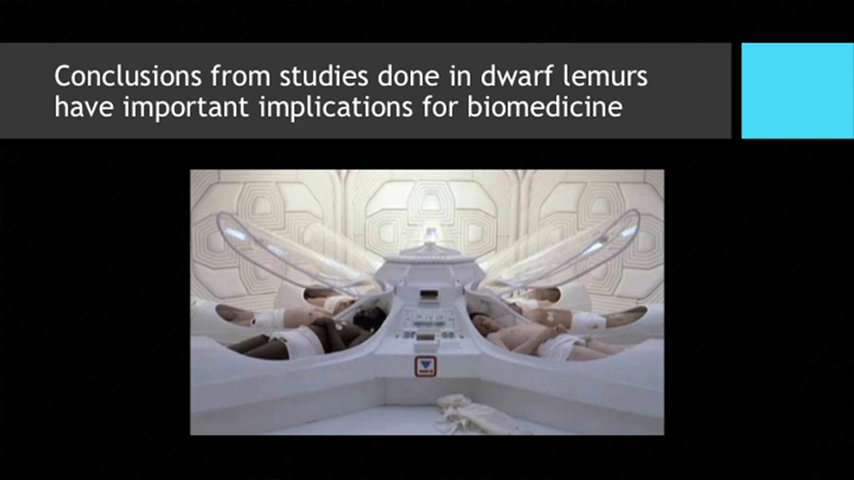 Conclusions from studies done in dwarf lemurs
have important implications for biomedicine